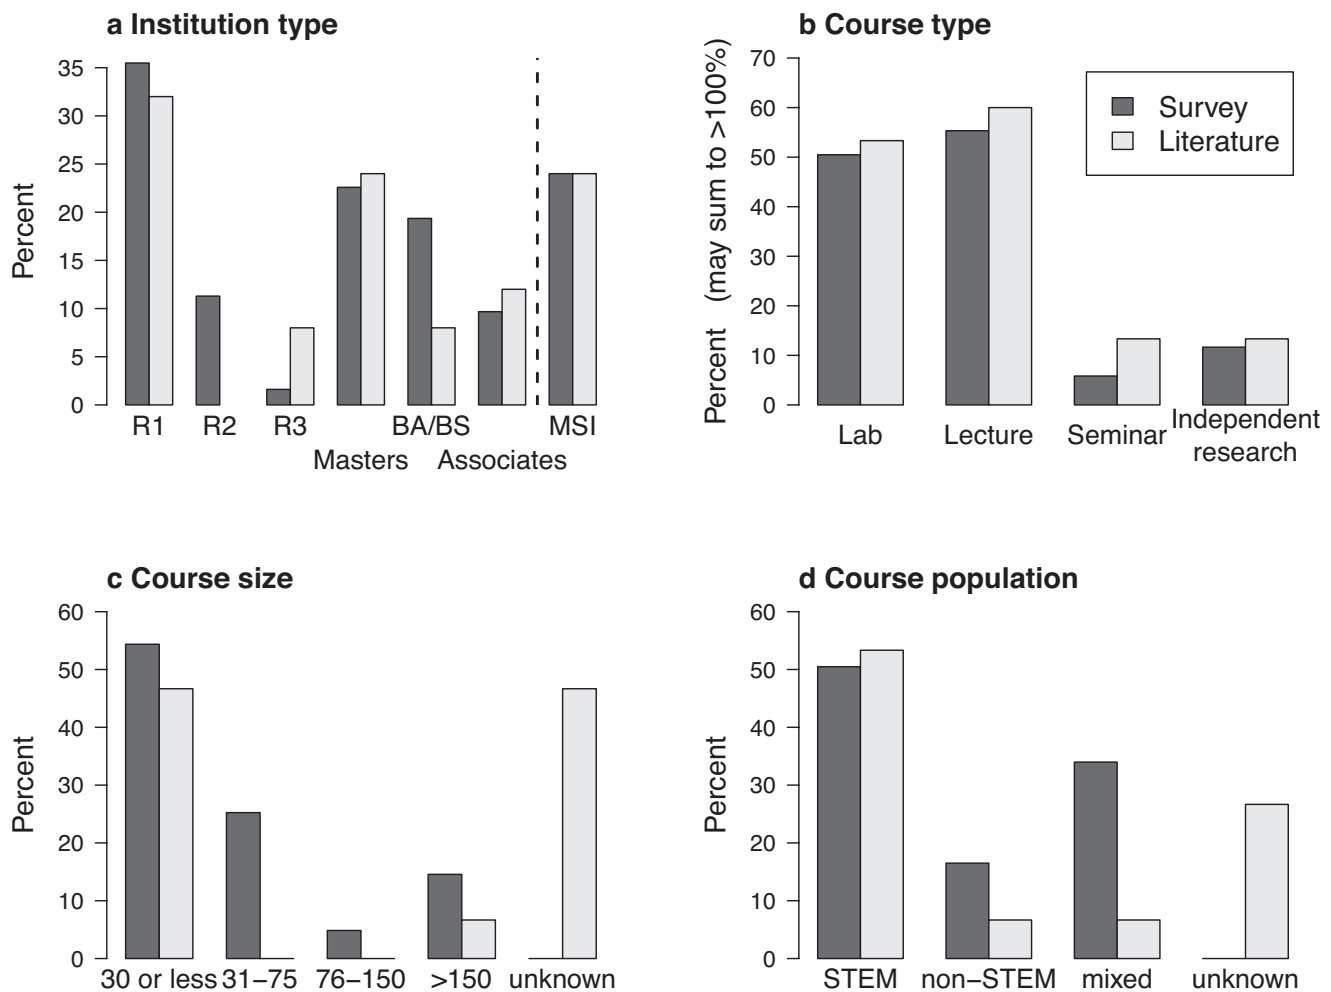 a Institution type
Percent
35
30
25
20
15
10
5
0
R1 R2 R3 BA/BS MSI
Masters Associates
b Course type
Percent (may sum to >100%)
70
60
50
40
30
20
10
0
Survey
Literature
Lab Lecture Seminar Independent
research
c Course size
Percent
60
50
40
30
20
10
0
30 or less 31–75 76–150 >150 unknown
d Course population
Percent
60
50
40
30
20
10
0
STEM non–STEM mixed unknown